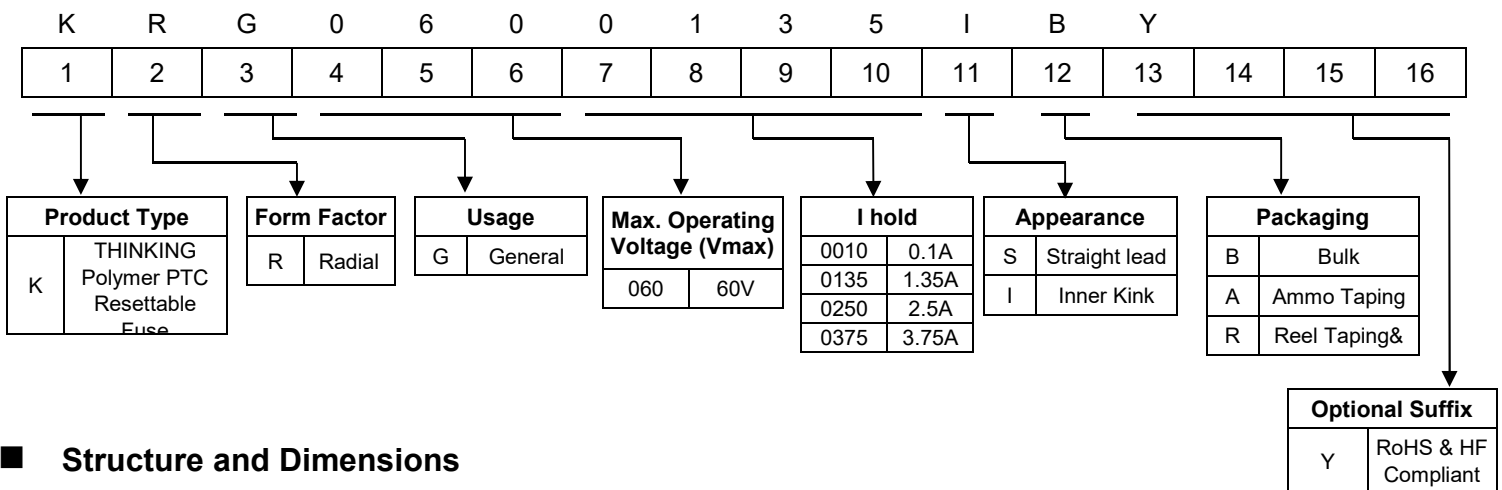 K R G 0 6 0 0 1 3 5 I B Y
1 2 3 4 5 6 7 8 9 10 11 12 13 14 15 16
Product Type
K THINKING Polymer PTC Resettable Fuse
Form Factor
R Radial
Usage
G General
Max. Operating
Voltage (Vmax)
060 60V
I hold
0010 0.1A
0135 1.35A
0250 2.5A
0375 3.75A
Appearance
S Straight lead
I Inner Kink
Packaging
B Bulk
A Ammo Taping
R Reel Taping&
Optional Suffix
Y RoHS & HF Compliant
■ Structure and Dimensions